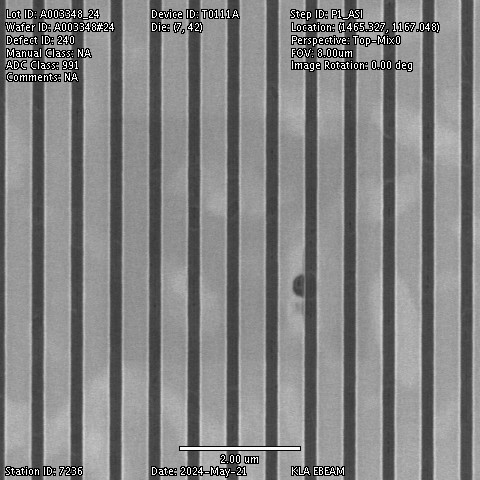 Lot ID: A003348_24
Device ID: T0111A
Step ID: P1_ASI
Wafer ID: A003348#24
Die: (7, 42)
Location: (1465.327, 1167.048)
Defect ID: 240
Perspective: Top-Mix0
Manual Class: NA
FOV: 8.00um
ADC Class: 991
Image Rotation: 0.00 deg
Comments: NA
2.00 um
Station ID: 7236
Date: 2024-May-21
KLA EBEAM